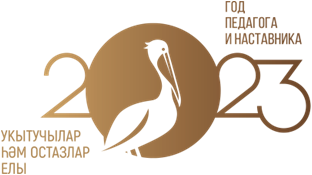 ГОД
ПЕДАГОГА
И НАСТАВНИКА
2023
УКЫТУЧЫЛАР
ҺӘМ ОСТАЗЛАР
ЕЛЫ